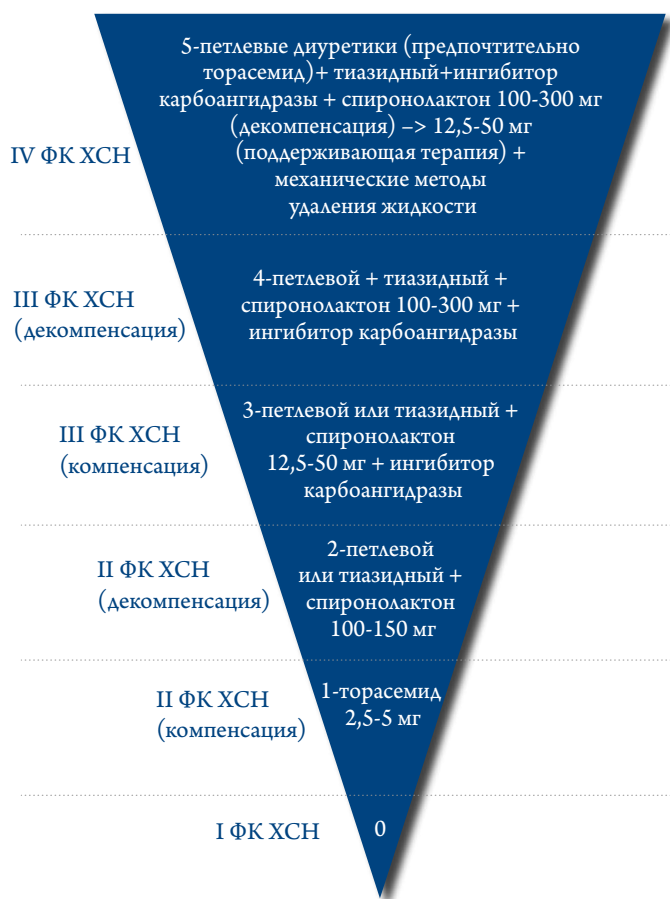 5-петлевые диуретики (предпочтительно
торасемид)+ тиазидный+ингибитор
карбоангидразы + спиронолактон 100-300 мг
(декомпенсация) –> 12,5-50 мг
(поддерживающая терапия) +
механические методы
удаления жидкости
IV ФК ХСН
4-петлевой + тиазидный +
спиронолактон 100-300 мг +
ингибитор карбоангидразы
III ФК ХСН
(декомпенсация)
3-петлевой или тиазидный +
спиронолактон
12,5-50 мг + ингибитор
карбоангидразы
III ФК ХСН
(компенсация)
2-петлевой
или тиазидный +
спиронолактон
100-150 мг
II ФК ХСН
(декомпенсация)
1-торасемид
2,5-5 мг
II ФК ХСН
(компенсация)
I ФК ХСН
0